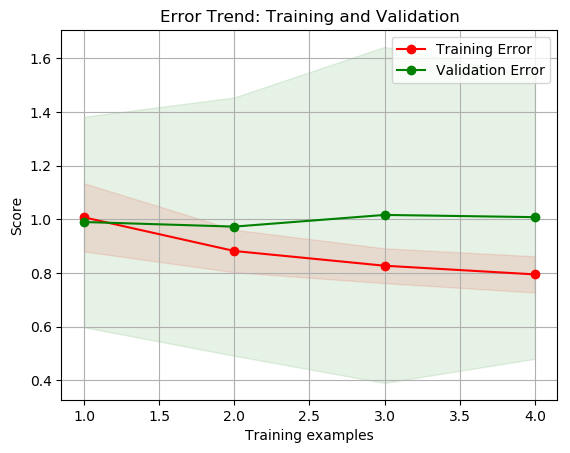 Error Trend: Training and Validation
Training Error
Validation Error
1.6
1.4
1.2
1.0
0.8
0.6
0.4
Score
1.0 1.5 2.0 2.5 3.0 3.5 4.0
Training examples